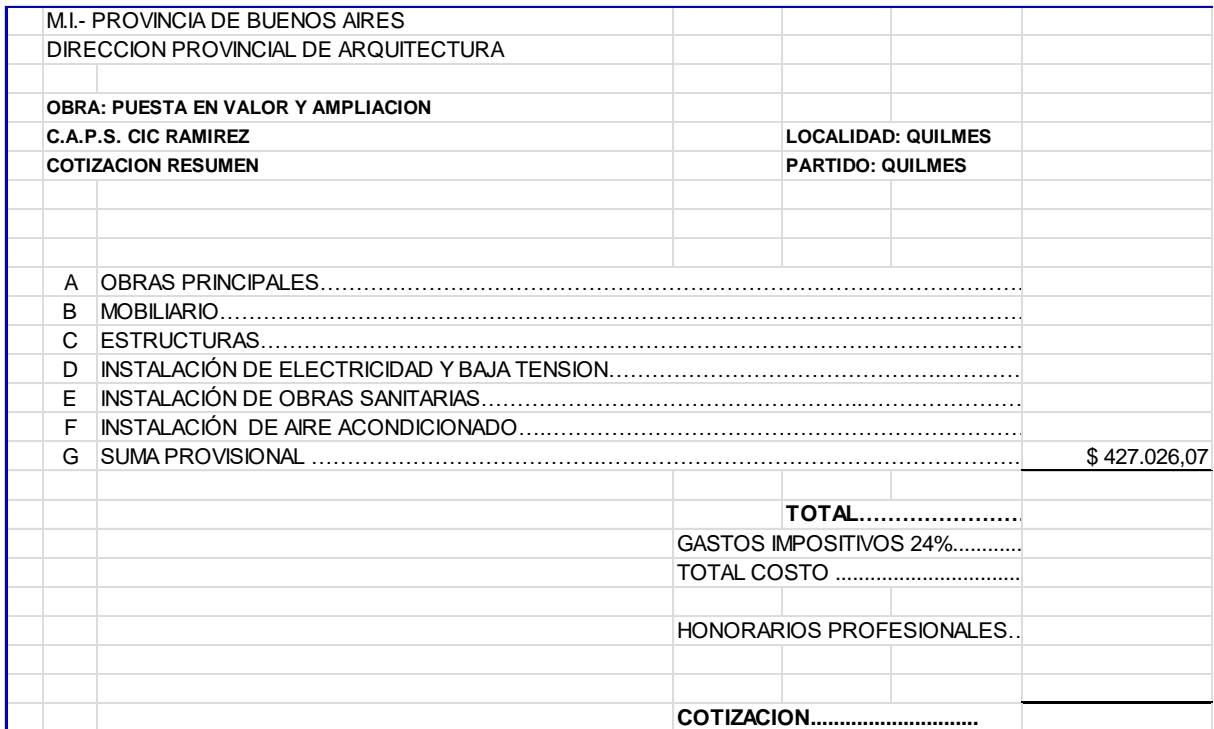 M.I.- PROVINCIA DE BUENOS AIRES
DIRECCION PROVINCIAL DE ARQUITECTURA
OBRA: PUESTA EN VALOR Y AMPLIACION
C.A.P.S. CIC RAMIREZ LOCALIDAD: QUILMES
COTIZACION RESUMEN PARTIDO: QUILMES
A OBRAS PRINCIPALES……………………………………………………………………
B MOBILIARIO……………………………………………………………………………
C ESTRUCTURAS…………………………………………………………………………
D INSTALACIÓN DE ELECTRICIDAD Y BAJA TENSION……………………………………
E INSTALACIÓN DE OBRAS SANITARIAS…………………………………………………
F INSTALACIÓN  DE AIRE ACONDICIONADO………………………………………………
G SUMA PROVISIONAL …………………………………………………………………… $ 427.026,07
TOTAL…………………
GASTOS IMPOSITIVOS 24%............
TOTAL COSTO ................................
HONORARIOS PROFESIONALES..
COTIZACION.............................